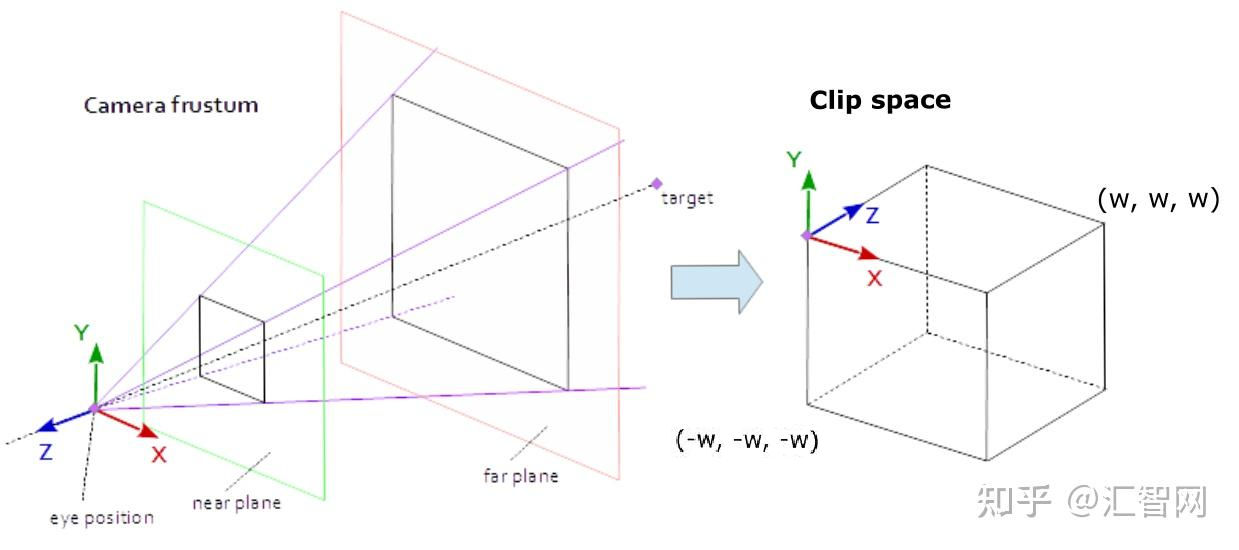 Camera frustum
Clip space
target
Y
Z
X
eye position
near plane
far plane
Y
Z
X
(w, w, w)
(-w, -w, -w)
知乎 @汇智网